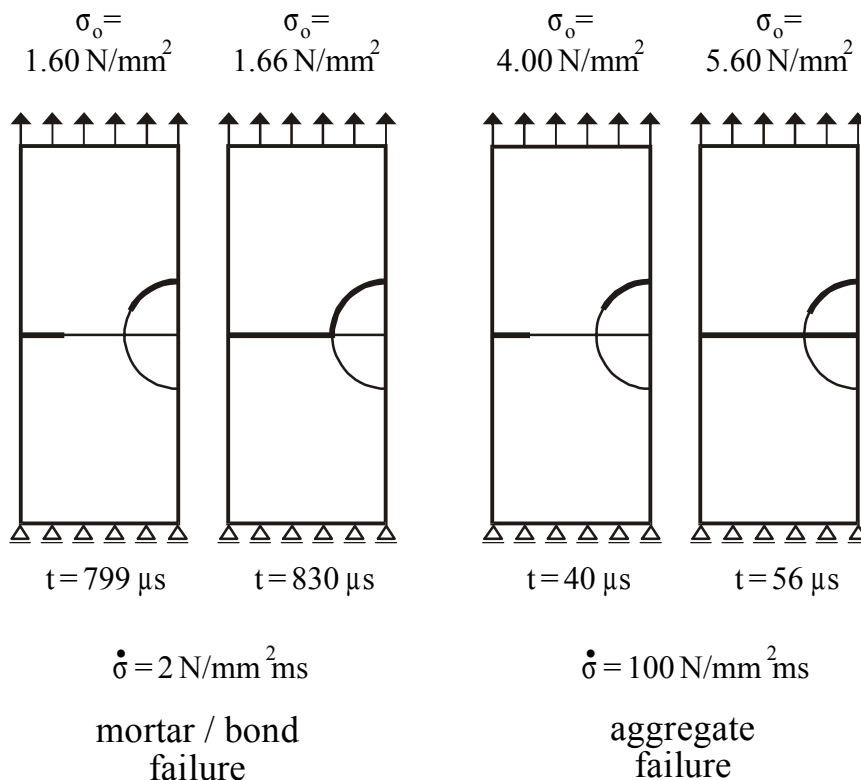 σₒ=
1.60 N/mm²
σₒ=
1.66 N/mm²
σₒ=
4.00 N/mm²
σₒ=
5.60 N/mm²
t = 799 μs
t = 830 μs
t = 40 μs
t = 56 μs
σ̇ = 2 N/mm²ms
σ̇ = 100 N/mm²ms
mortar / bond
failure
aggregate
failure